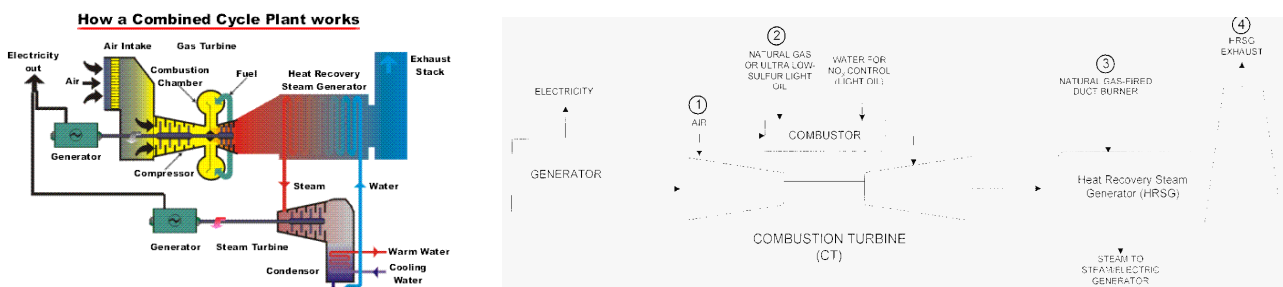 How a Combined Cycle Plant works
Air Intake
Gas Turbine
Electricity
out
Combustion
Chamber
Fuel
Heat Recovery
Steam Generator
Exhaust
Stack
Air
Generator
Compressor
Steam
Water
Generator
Steam Turbine
Condensor
Warm Water
Cooling
Water
4
HRSG
EXHAUST
2
NATURAL GAS
OR ULTRA LOW-
SULFUR LIGHT
OIL
WATER FOR
NOx CONTROL
(LIGHT OIL)
3
NATURAL GAS-FIRED
DUCT BURNER
ELECTRICITY
1
AIR
COMBUSTOR
GENERATOR
Heat Recovery Steam
Generator (HRSG)
COMBUSTION TURBINE
(CT)
STEAM TO
STEAM/ELECTRIC
GENERATOR